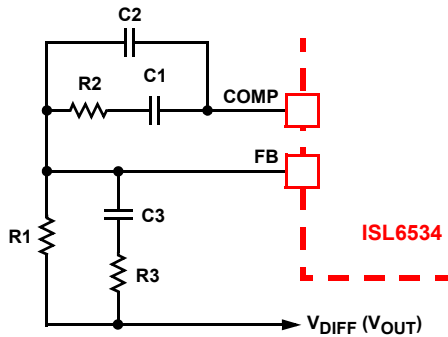 C2
R2
C1
COMP
FB
C3
R1
R3
ISL6534
VDIFF (VOUT)